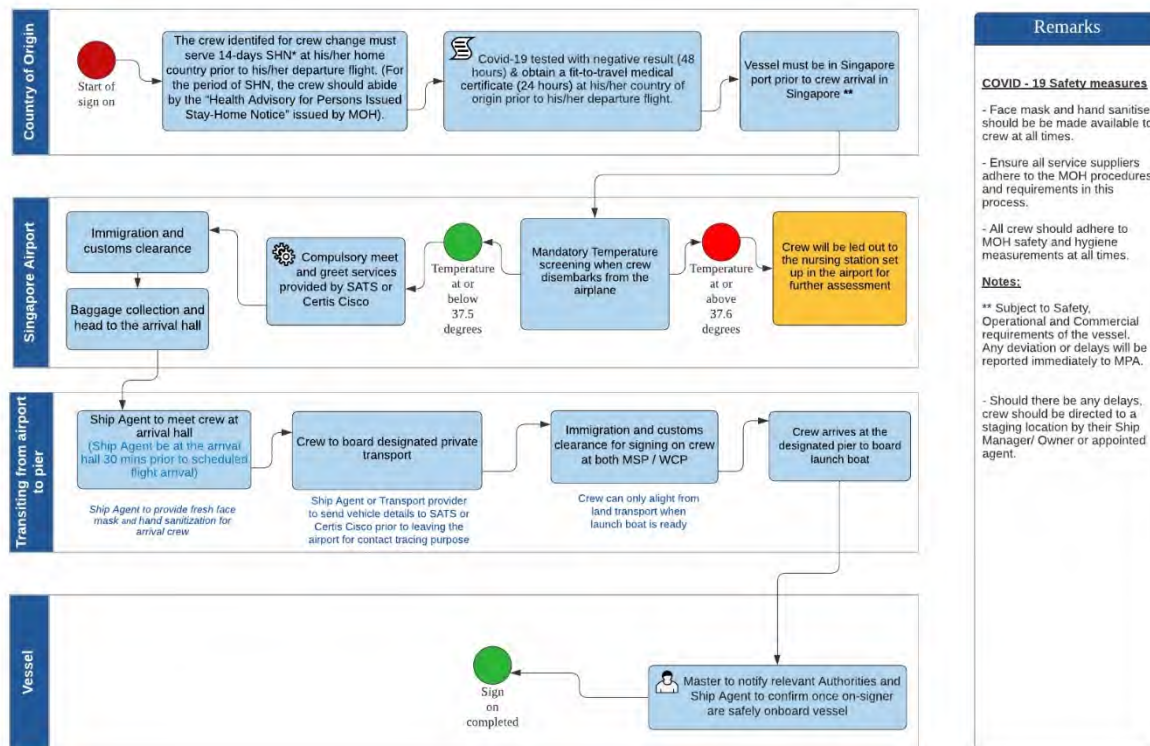 Country of Origin
Start of
sign on
The crew identifed for crew change must
serve 14-days SHN* at his/her home
country prior to his/her departure flight. (For
the period of SHN, the crew should abide
by the "Health Advisory for Persons Issued
Stay-Home Notice" issued by MOH).
Covid-19 tested with negative result (48
hours) & obtain a fit-to-travel medical
certificate (24 hours) at his/her country of
origin prior to his/her departure flight.
Vessel must be in Singapore
port prior to crew arrival in
Singapore **
Singapore Airport
Immigration and
customs clearance
Baggage collection and
head to the arrival hall
Compulsory meet
and greet services
provided by SATS or
Certis Cisco
Temperature
at or
below
37.5
degrees
Mandatory Temperature
screening when crew
disembarks from the
airplane
Temperature
at or
above
37.6
degrees
Crew will be led out to
the nursing station set
up in the airport for
further assessment
Transiting from airport
to pier
Ship Agent to meet crew at
arrival hall
(Ship Agent be at the arrival
hall 30 mins prior to scheduled
flight arrival)
Ship Agent to provide fresh face
mask and hand sanitization for
arrival crew
Crew to board designated private
transport
Ship Agent or Transport provider
to send vehicle details to SATS or
Certis Cisco prior to leaving the
airport for contact tracing purpose
Immigration and customs
clearance for signing on crew
at both MSP / WCP
Crew can only alight from
land transport when
launch boat is ready
Crew arrives at the
designated pier to board
launch boat
Vessel
Sign
on
completed
Master to notify relevant Authorities and
Ship Agent to confirm once on-signer
are safely onboard vessel
Remarks
COVID - 19 Safety measures
- Face mask and hand sanitise
should be be made available to
crew at all times.
- Ensure all service suppliers
adhere to the MOH procedures
and requirements in this
process.
- All crew should adhere to
MOH safety and hygiene
measurements at all times.
Notes:
** Subject to Safety,
Operational and Commercial
requirements of the vessel.
Any deviation or delays will be
reported immediately to MPA.
- Should there be any delays,
crew should be directed to a
staging location by their Ship
Manager/ Owner or appointed
agent.